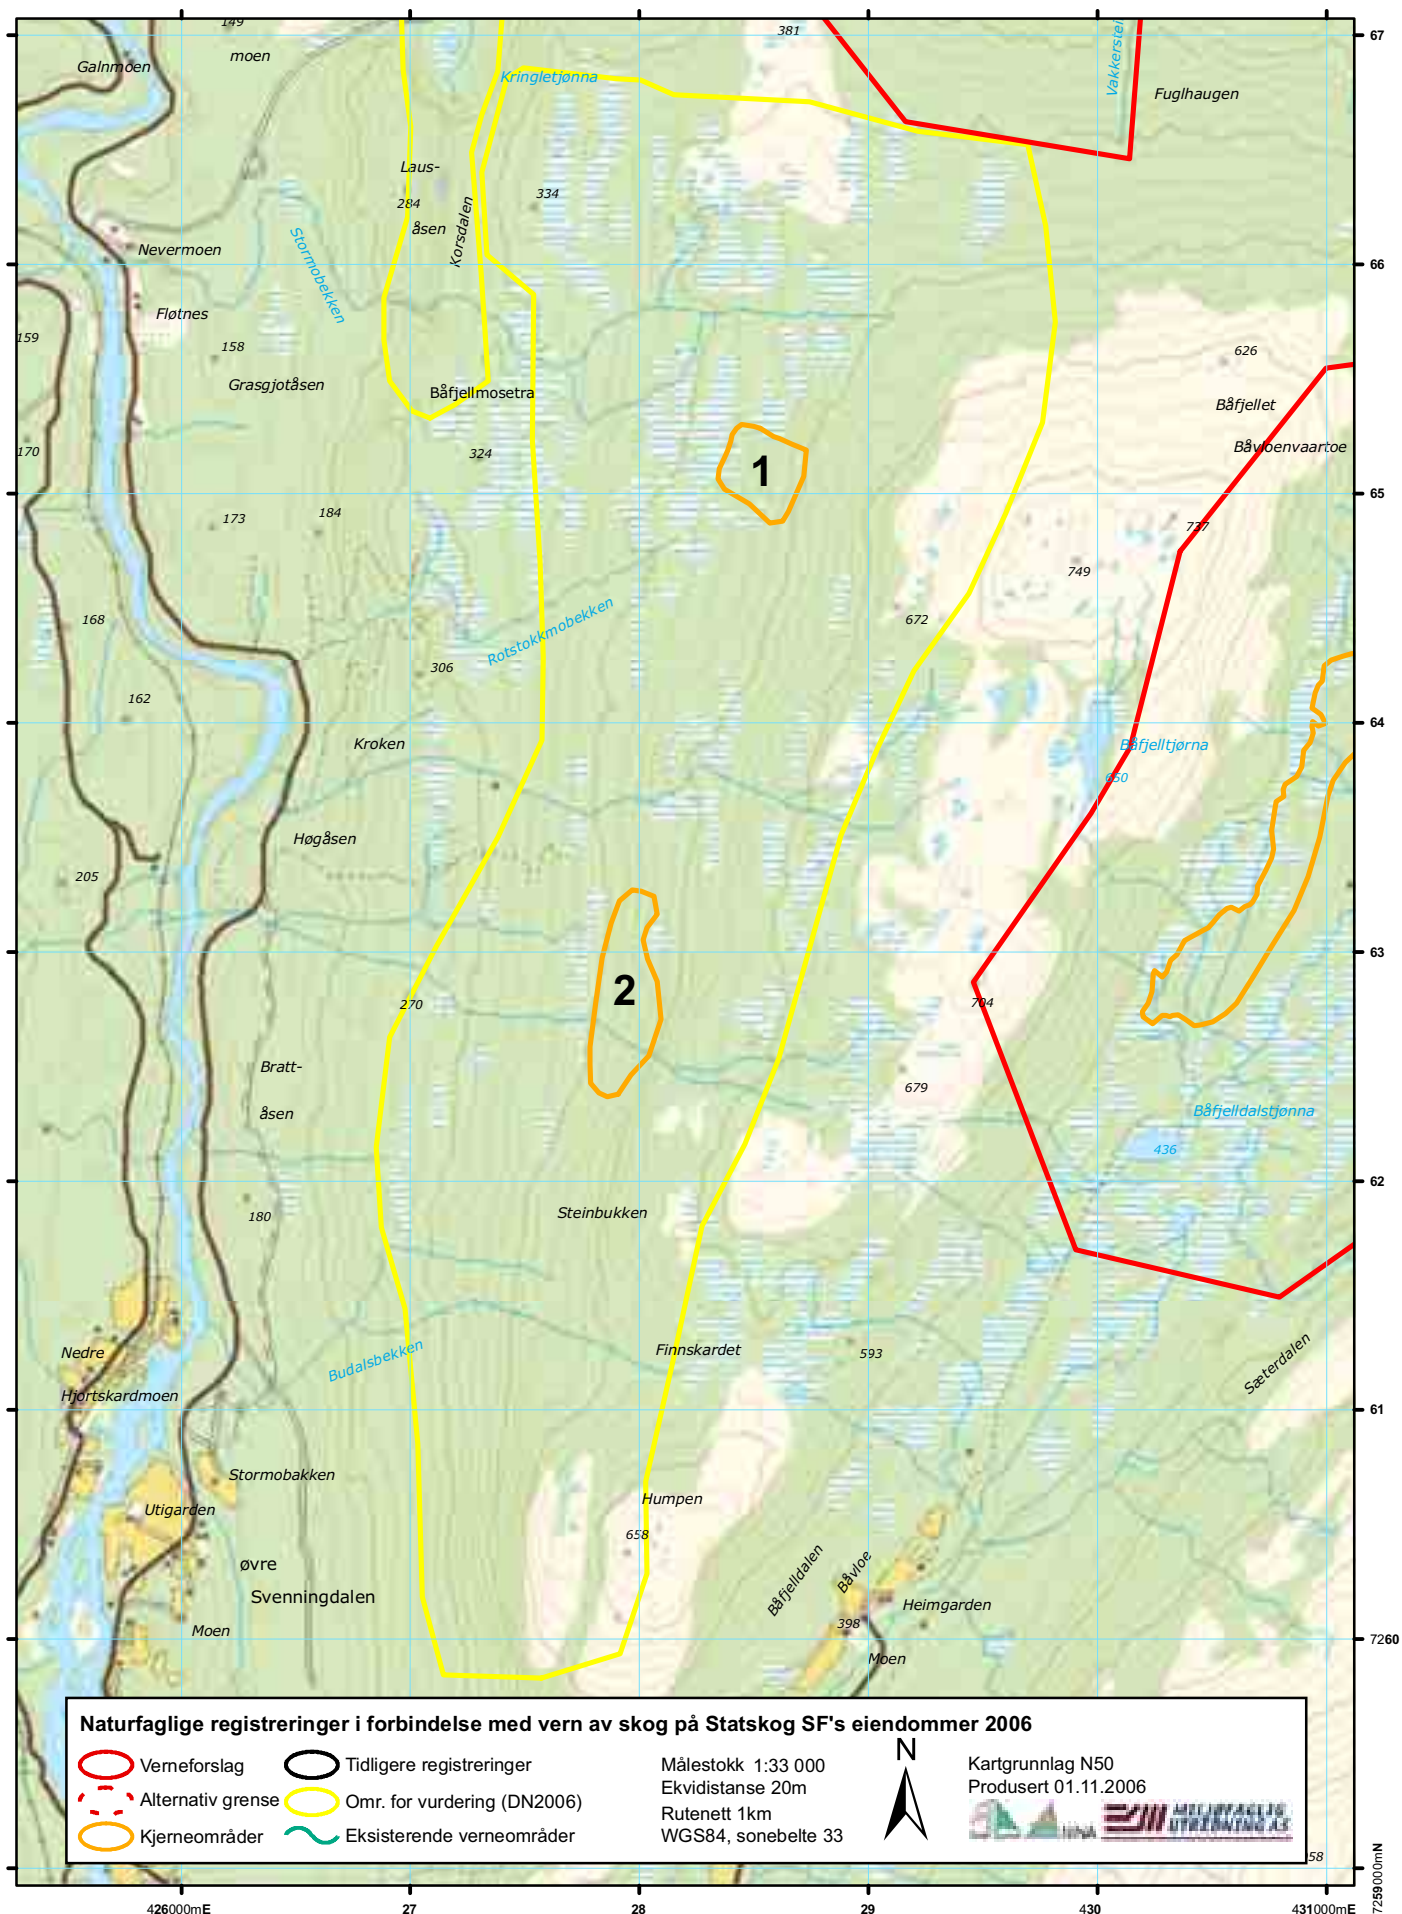 149
moen
Galnmoen
381
67
Kringletjønna
Vakkerstei
Fuglhaugen
Laus-
284
åsen
Korsdalen
334
Nevermoen
Stormobekken
66
Fløtnes
159
158
Grasgjotåsen
Båfjellmosetra
626
Båfjellet
Båvloenvaartoe
170
324
1
65
173
184
737
749
168
Rotstokkmobekken
672
306
162
64
Kroken
Båfjelltjørna
650
Høgåsen
205
63
2
270
704
Bratt-
åsen
679
Båfjelldalstjønna
436
62
180
Steinbukken
Nedre
Hjortskardmoen
Budalsbekken
Finnskardet
593
Sæterdalen
61
Stormobakken
Utigarden
Humpen
658
øvre
Svenningdalen
Moen
Båfjelldalen
Båvloe
398
Heimgarden
Moen
7260
Naturfaglige registreringer i forbindelse med vern av skog på Statskog SF's eiendommer 2006
Verneforslag
Alternativ grense
Kjerneområder
Tidligere registreringer
Omr. for vurdering (DN2006)
Eksisterende verneområder
Målestokk 1:33 000
Ekvidistanse 20m
Rutenett 1km
WGS84, sonebelte 33
N
Kartgrunnlag N50
Produsert 01.11.2006
NINA
MILJØFAGLIG
UTREDNING AS
58
7259000mN
426000mE
27
28
29
430
431000mE